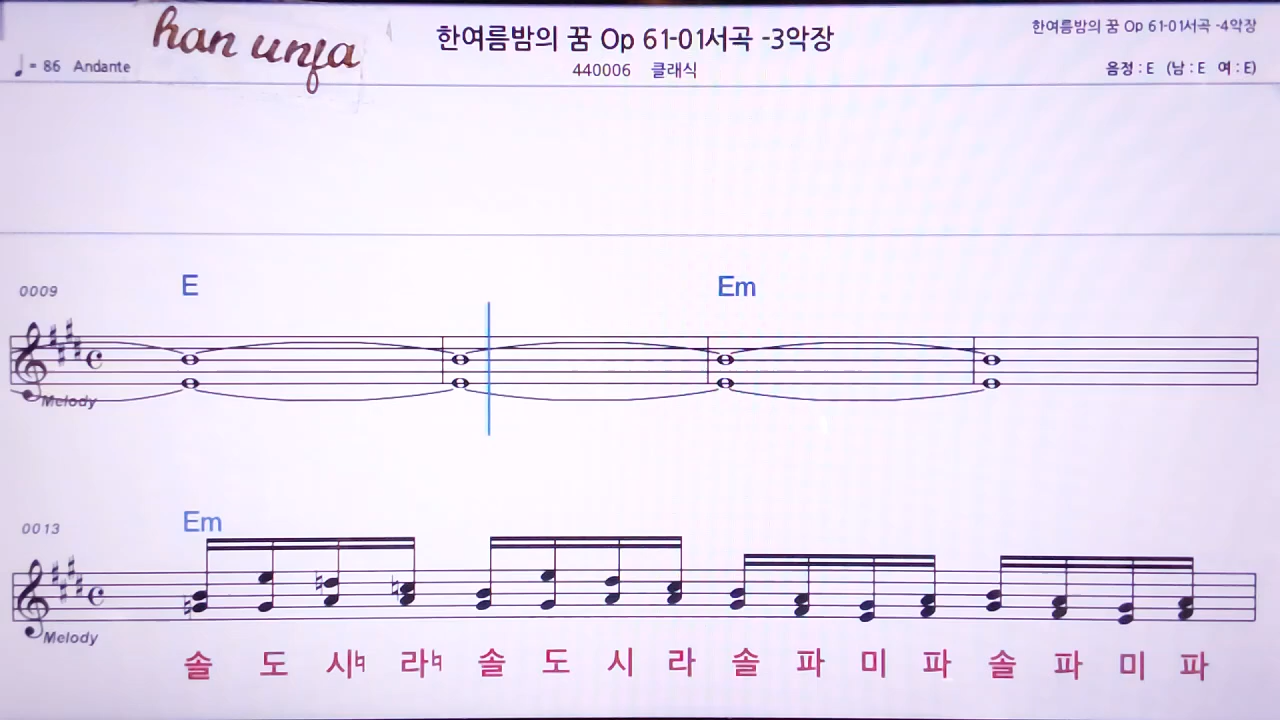 han unfa
한여름밤의 꿈 Op 61-01서곡 -3악장
한여름밤의 꿈 Op 61-01서곡 -4악장
♩= 86 Andante
440006 클래식
음정 : E (남 : E 여 : E)
E Em
0009
Melody
Em
0013
Melody
솔 도 시♮ 라♮ 솔 도 시 라 솔 파 미 파 솔 파 미 파